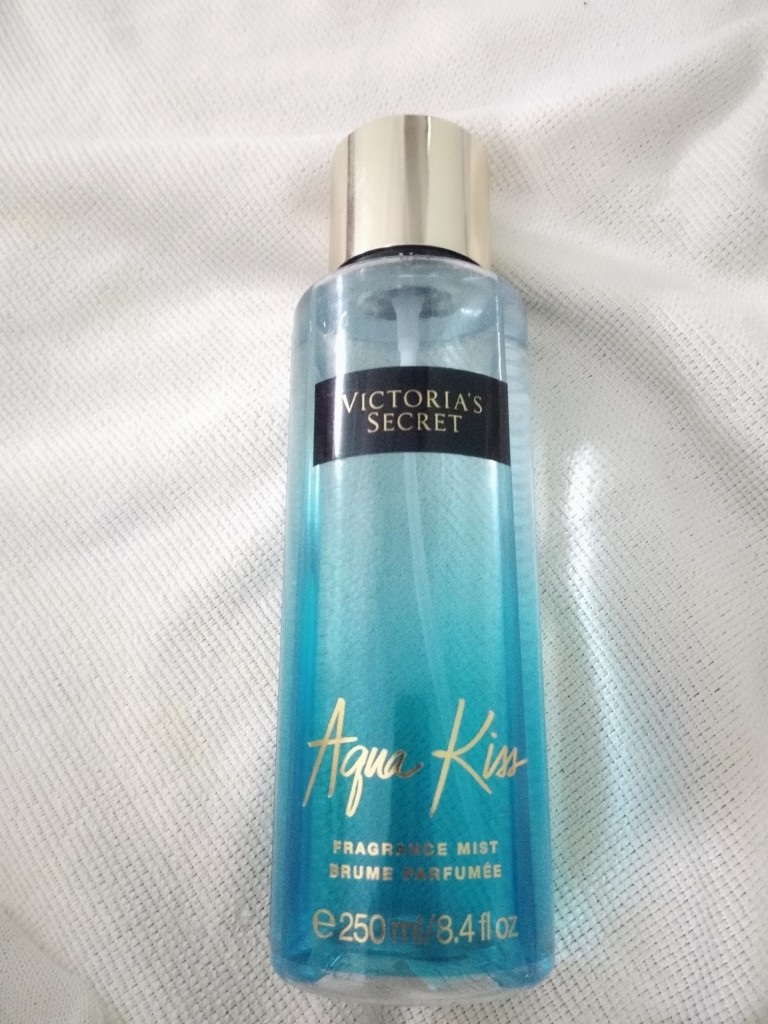 VICTORIA'S
SECRET
Aqua Kiss
FRAGRANCE MIST
BRUME PARFUMÉE
℮250 ml/8.4 fl oz